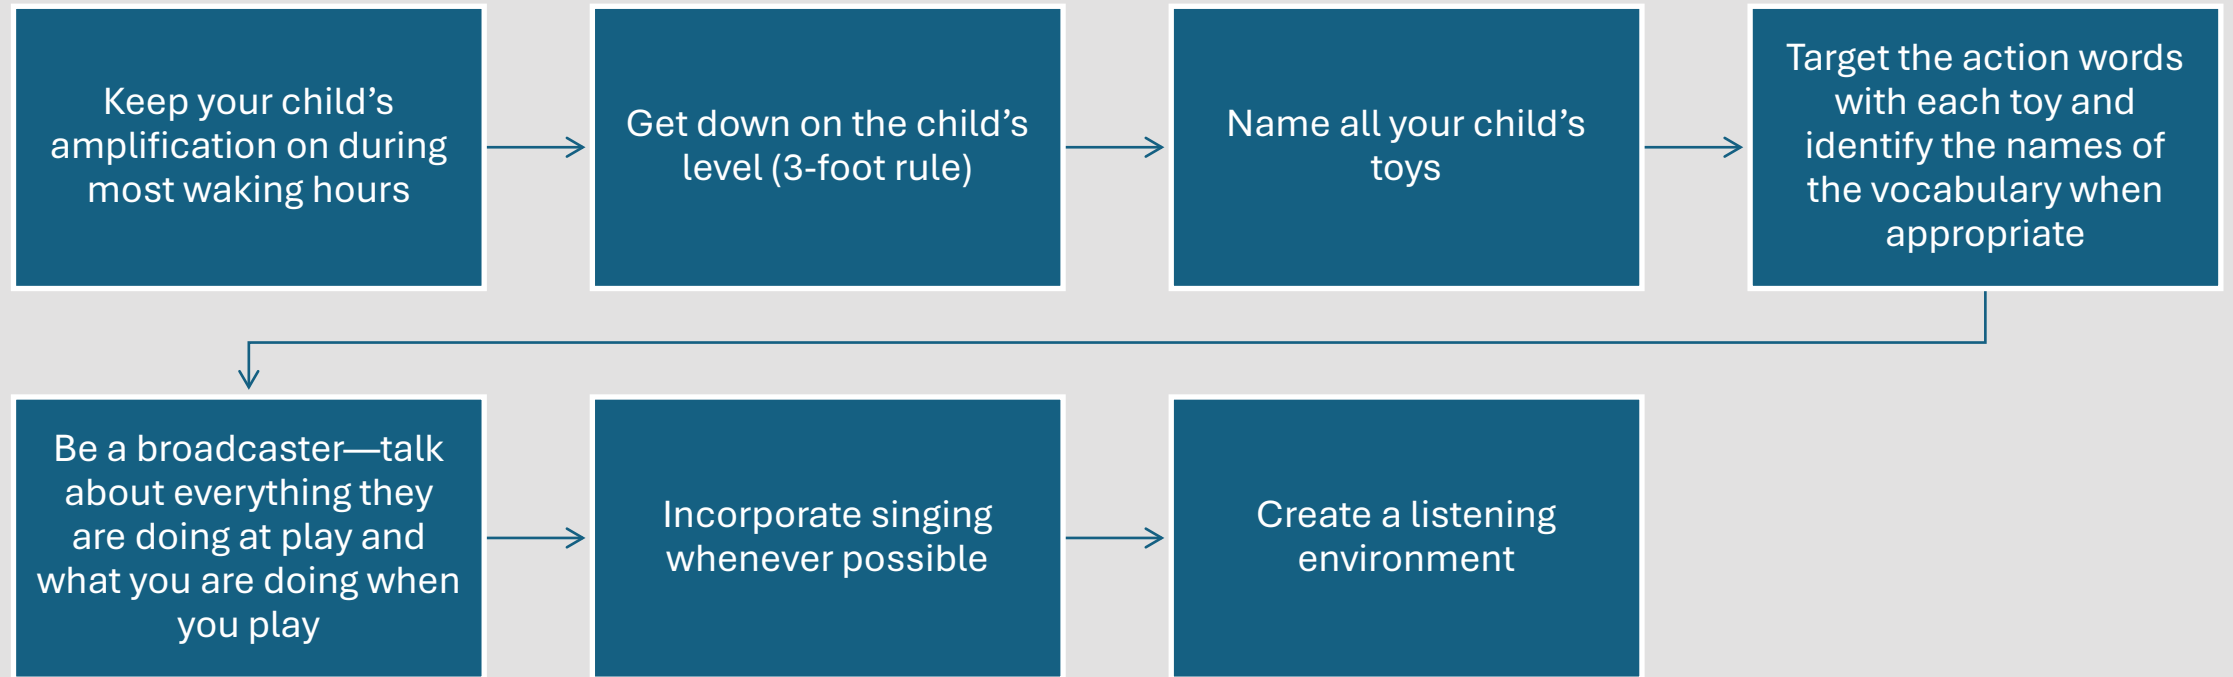 Keep your child’s
amplification on during
most waking hours
Get down on the child’s
level (3-foot rule)
Name all your child’s
toys
Target the action words
with each toy and
identify the names of
the vocabulary when
appropriate
Be a broadcaster—talk
about everything they
are doing at play and
what you are doing when
you play
Incorporate singing
whenever possible
Create a listening
environment